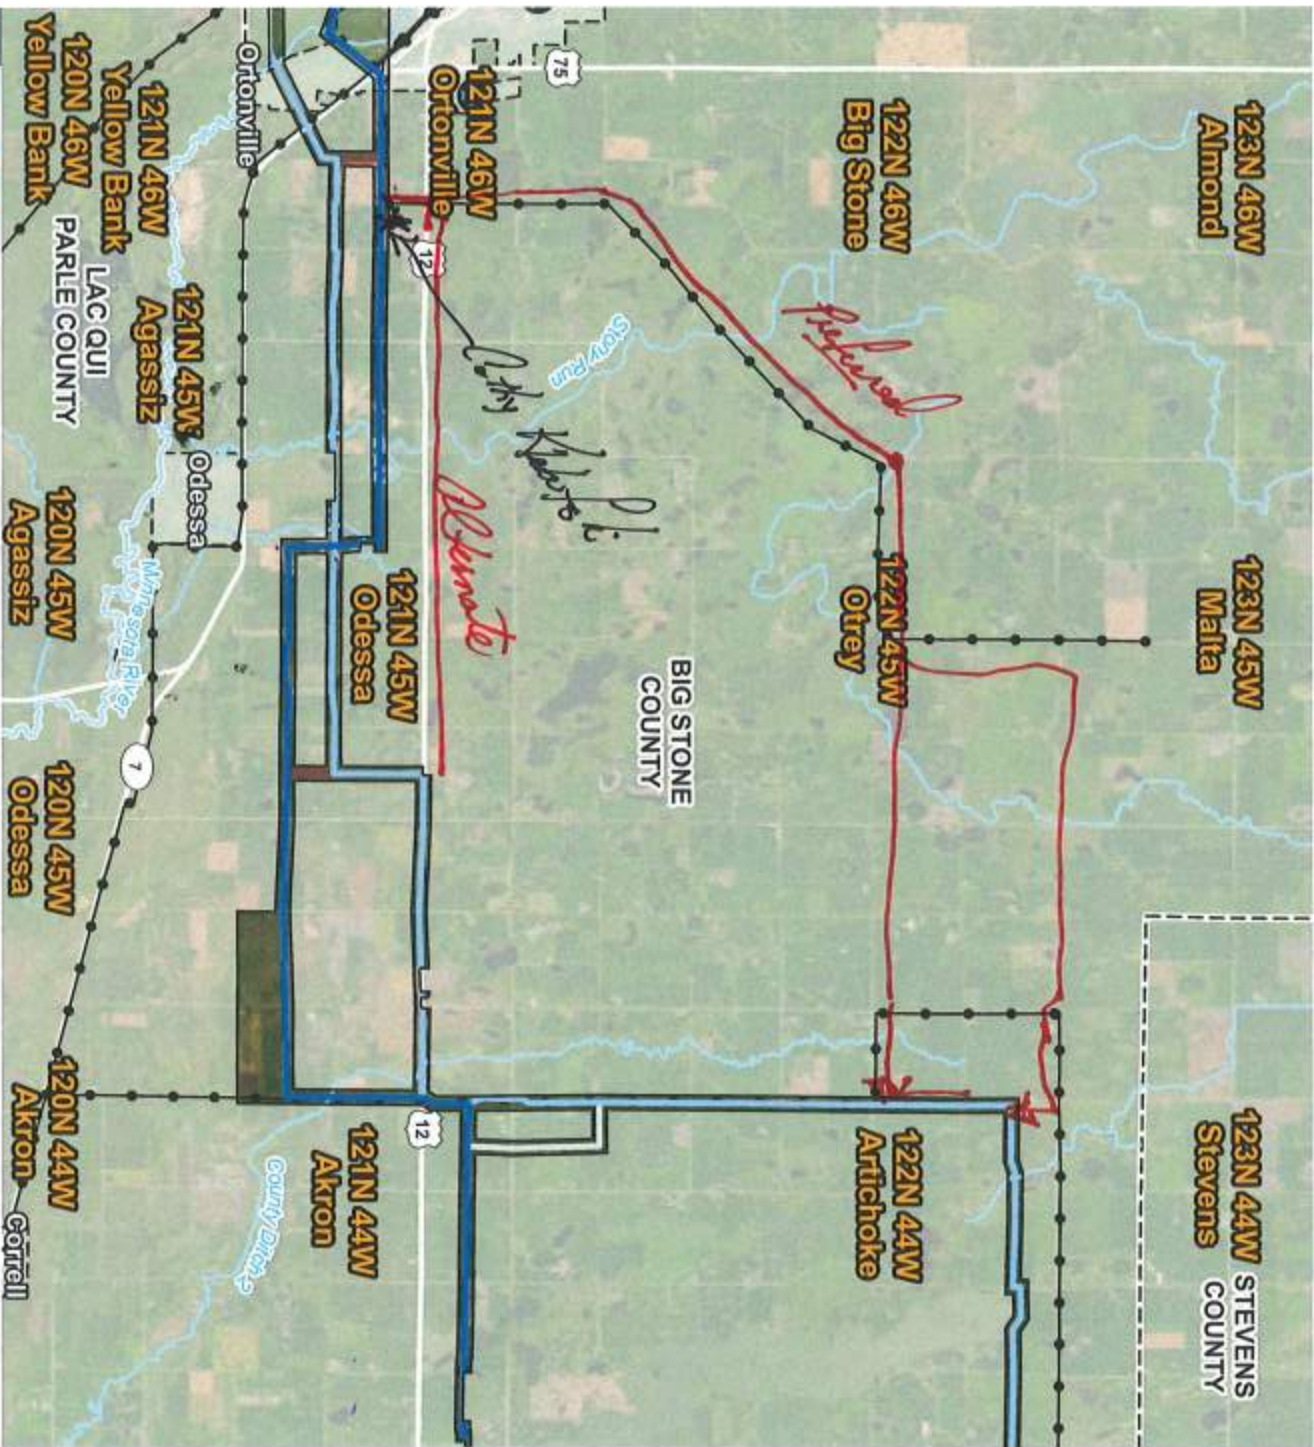 123N 46W
Almond
123N 45W
Malta
123N 44W
Stevens
STEVENS
COUNTY
122N 46W
Big Stone
122N 45W
Otrey
122N 44W
Artichoke
Preferred
BIG STONE
COUNTY
75
Stony Run
121N 46W
Ortonville
12
Alternate
121N 45W
Odessa
12
121N 44W
Akron
County Ditch 2
Ortonville
121N 46W
Yellow Bank
120N 46W
Yellow Bank
LAC QUI
PARLE COUNTY
121N 45W
Agassiz
Odessa
120N 45W
Agassiz
Minnesota River
7
120N 45W
Odessa
120N 44W
Akron
Correll